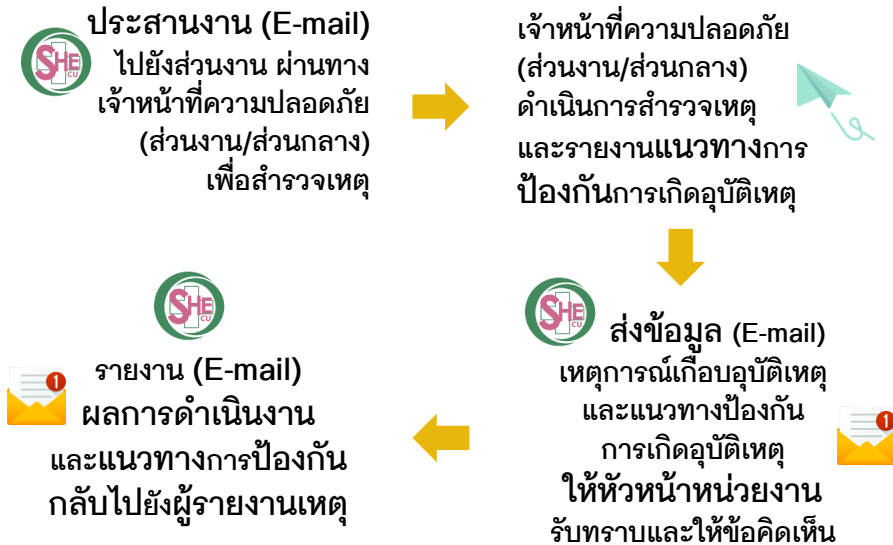 SHE
CU
ประสานงาน (E-mail)
ไปยังส่วนงาน ผ่านทาง
เจ้าหน้าที่ความปลอดภัย
(ส่วนงาน/ส่วนกลาง)
เพื่อสำรวจเหตุ
เจ้าหน้าที่ความปลอดภัย
(ส่วนงาน/ส่วนกลาง)
ดำเนินการสำรวจเหตุ
และรายงานแนวทางการ
ป้องกันการเกิดอุบัติเหตุ
SHE
CU
ส่งข้อมูล (E-mail)
เหตุการณ์เกือบอุบัติเหตุ
และแนวทางป้องกัน
การเกิดอุบัติเหตุ
ให้หัวหน้าหน่วยงาน
รับทราบและให้ข้อคิดเห็น
1
SHE
CU
รายงาน (E-mail)
1
ผลการดำเนินงาน
และแนวทางการป้องกัน
กลับไปยังผู้รายงานเหตุ